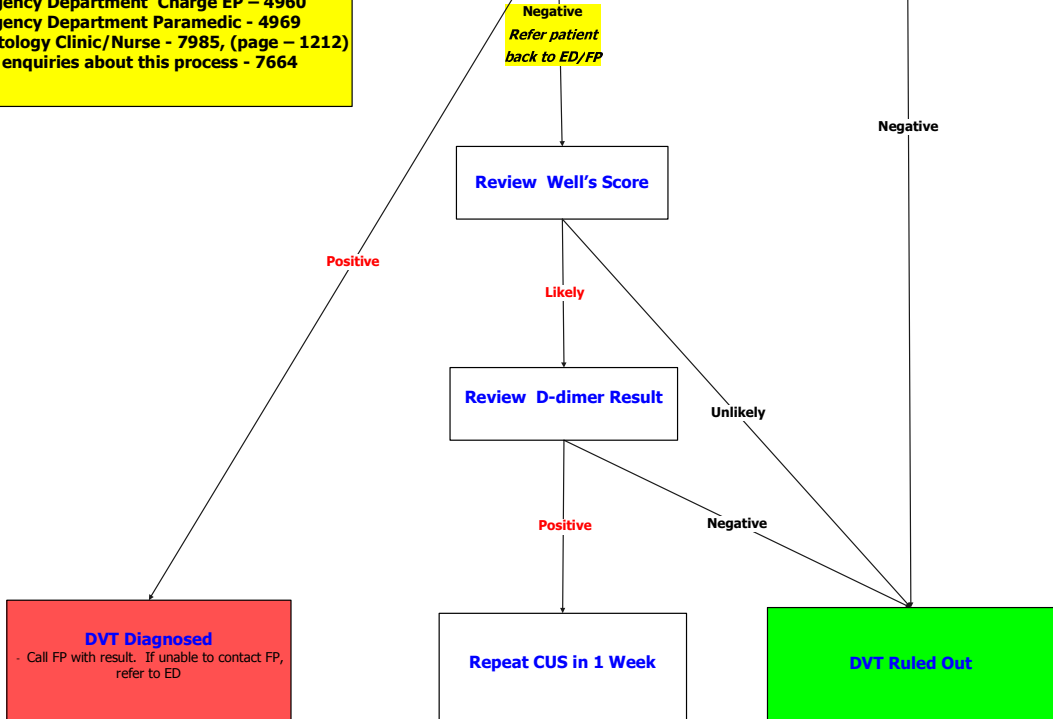 Department Charge EP – 4960
Department Paramedic - 4969
Clinic/Nurse - 7985, (page – 1212)
enquiries about this process - 7664
Negative
Refer patient
back to ED/FP
Negative
Review Well's Score
Positive
Likely
Review D-dimer Result
Unlikely
Positive
Negative
DVT Diagnosed
- Call FP with result. If unable to contact FP,
refer to ED
Repeat CUS in 1 Week
DVT Ruled Out